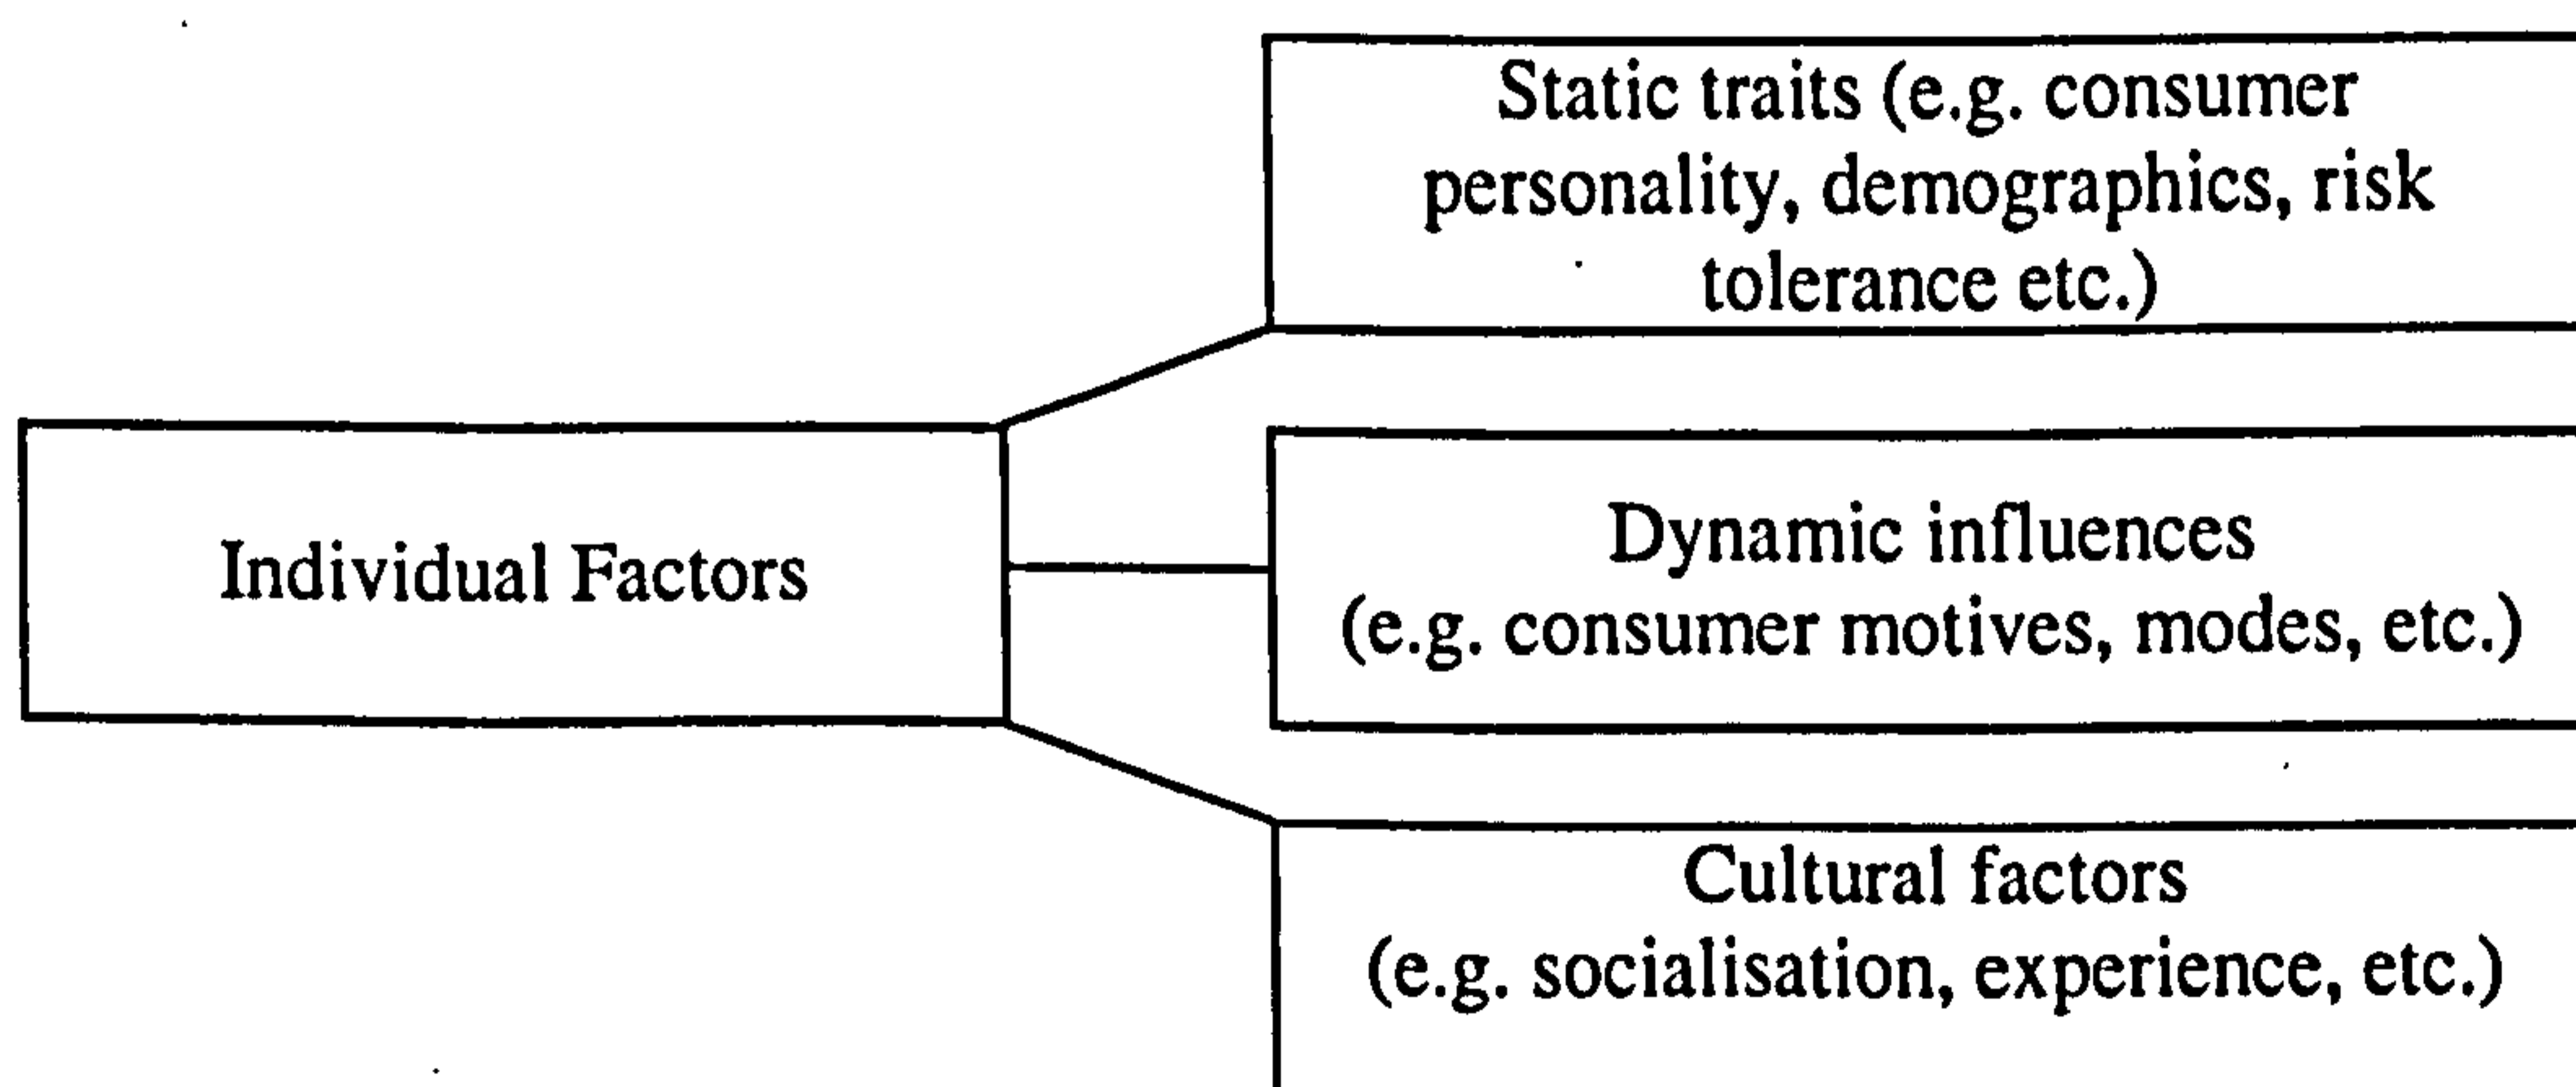 Static traits (e.g. consumer
personality, demographics, risk
tolerance etc.)
Individual Factors
Dynamic influences
(e.g. consumer motives, modes, etc.)
Cultural factors
(e.g. socialisation, experience, etc.)